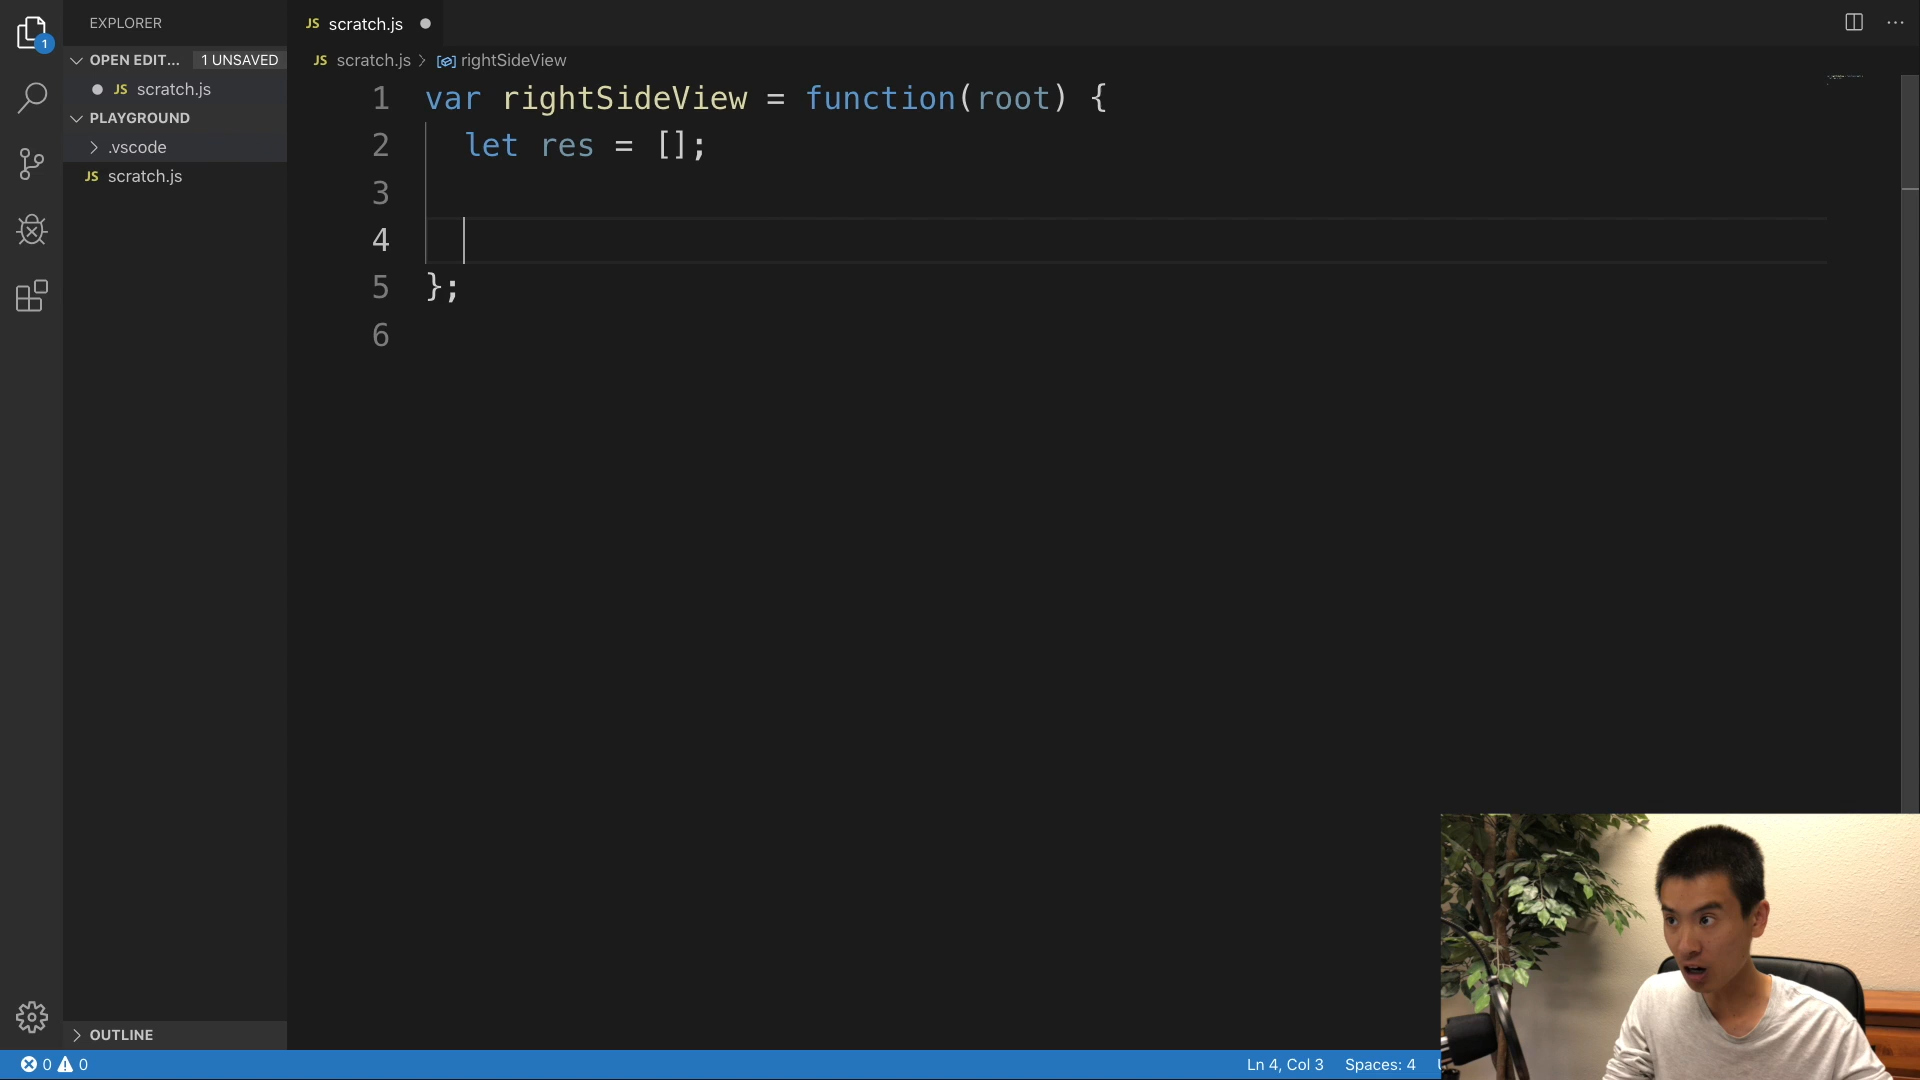 EXPLORER
OPEN EDIT... 1 UNSAVED
JS scratch.js
PLAYGROUND
.vscode
JS scratch.js
OUTLINE
JS scratch.js
JS scratch.js > rightSideView
1 var rightSideView = function(root) {
2 let res = [];
3
4
5 };
6
1
0 0
Ln 4, Col 3 Spaces: 4